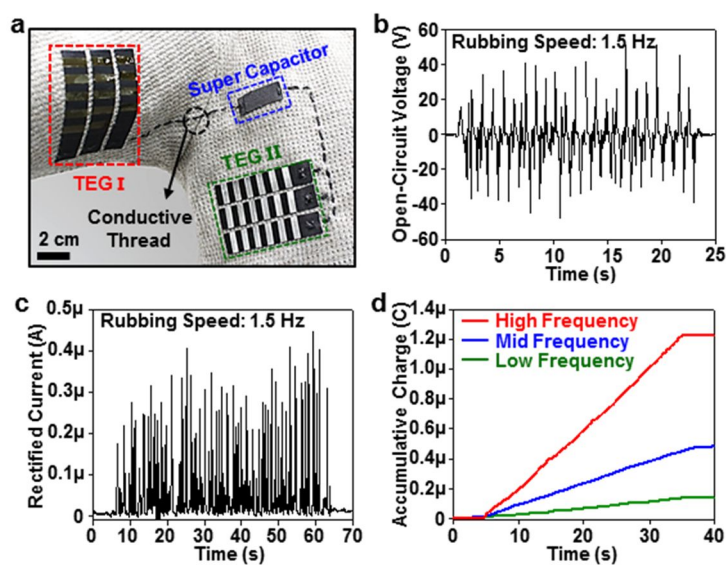 a
Super Capacitor
TEG I
TEG II
Conductive
Thread
2 cm
b
Rubbing Speed: 1.5 Hz
Open-Circuit Voltage (V)
60
40
20
0
-20
-40
-60
0 5 10 15 20 25
Time (s)
c
Rubbing Speed: 1.5 Hz
Rectified Current (A)
0.5µ
0.4µ
0.3µ
0.2µ
0.1µ
0
0 10 20 30 40 50 60 70
Time (s)
d
High Frequency
Mid Frequency
Low Frequency
Accumulative Charge (C)
1.4µ
1.2µ
1.0µ
0.8µ
0.6µ
0.4µ
0.2µ
0.0
0 10 20 30 40
Time (s)